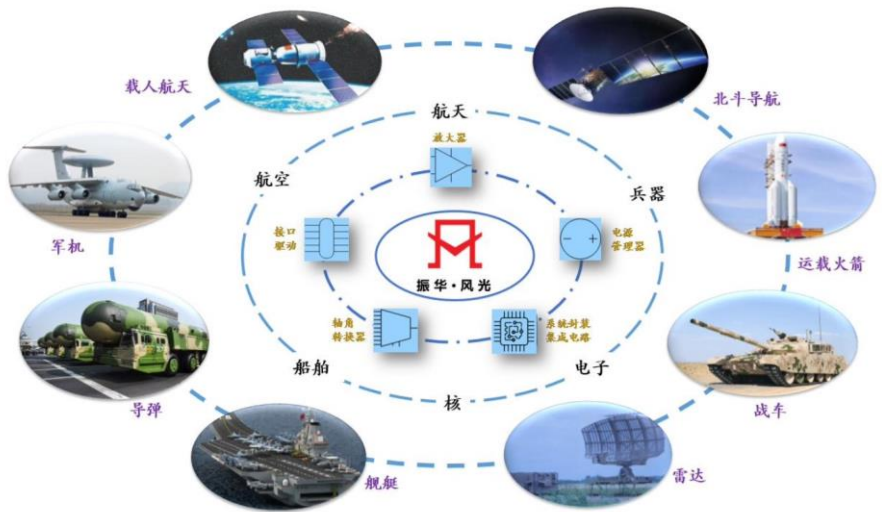 载人航天
北斗导航
航天
放大器
航空
兵器
接口
驱动
电源
管理器
军机
振华·风光
运载火箭
轴角
转换器
系统封装
集成电路
船舶
电子
核
导弹
战车
舰艇
雷达